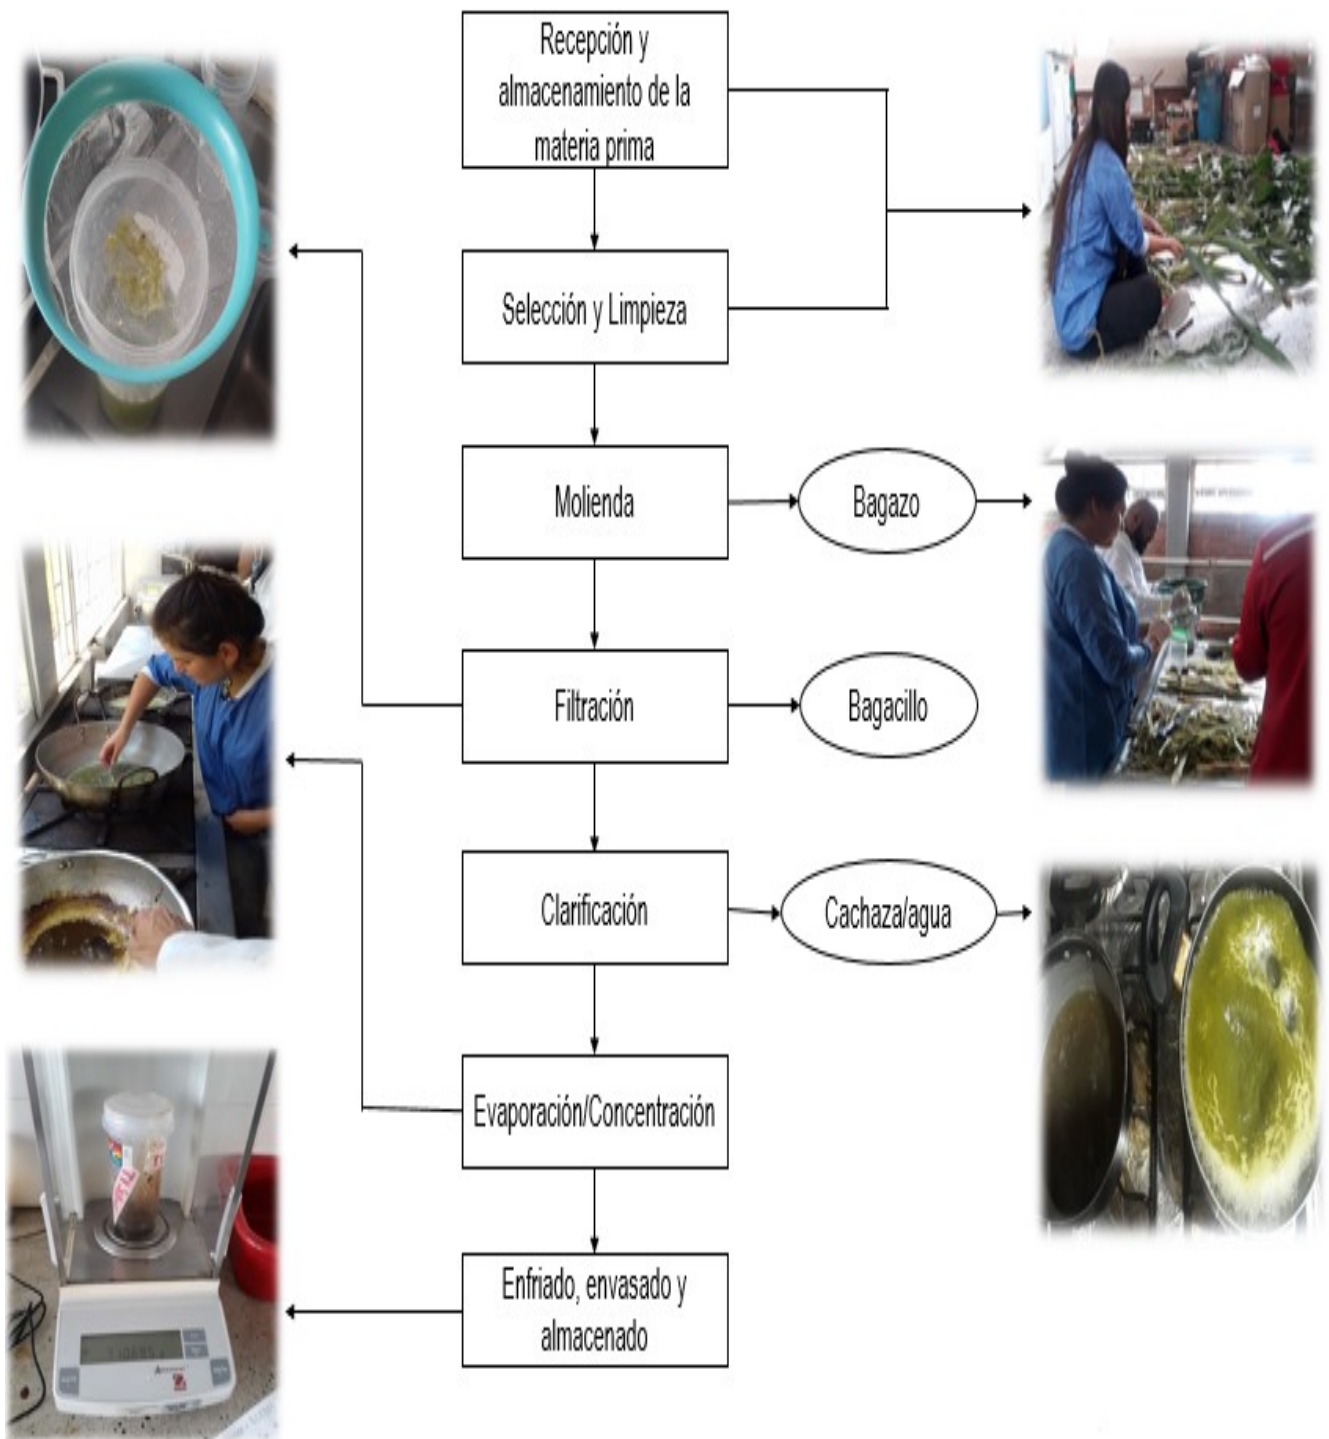 Recepción y
almacenamiento de la
materia prima
Selección y Limpieza
Molienda
Bagazo
Filtración
Bagacillo
Clarificación
Cachaza/agua
Evaporación/Concentración
Enfriado, envasado y
almacenado